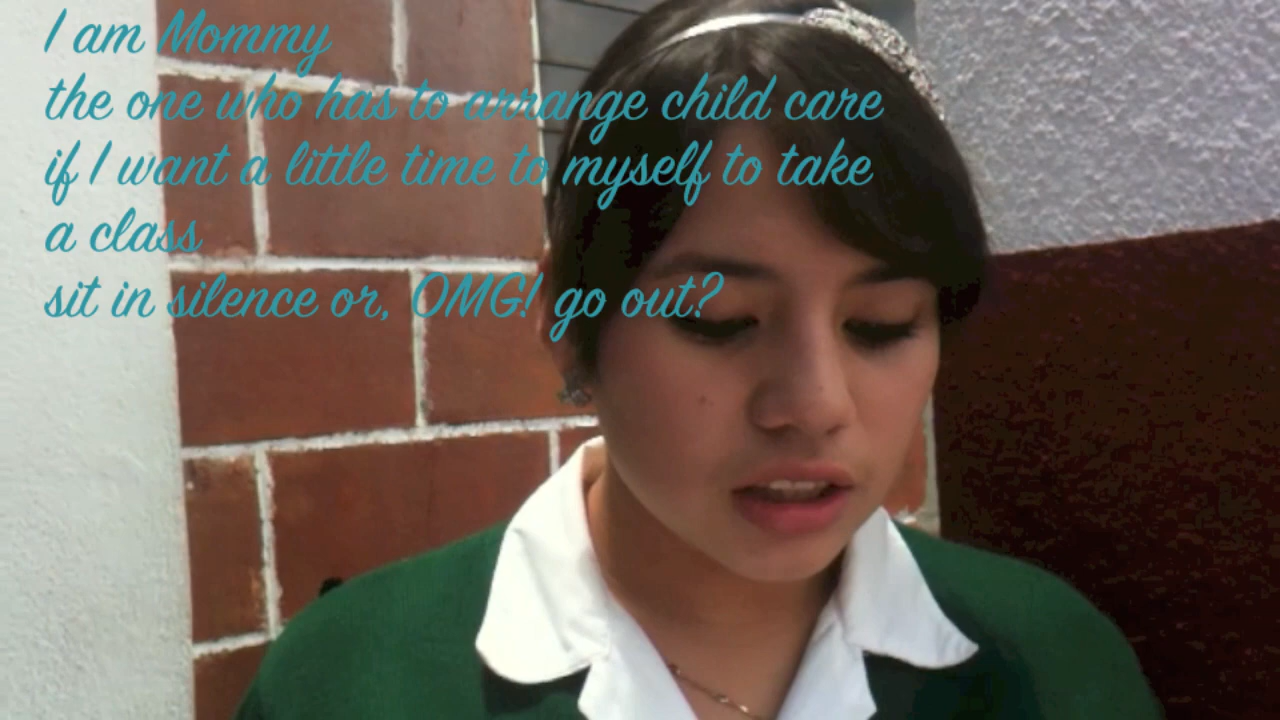 I am Mommy
the one who has to arrange child care
if I want a little time to myself to take
a class
sit in silence or, OMG! go out?